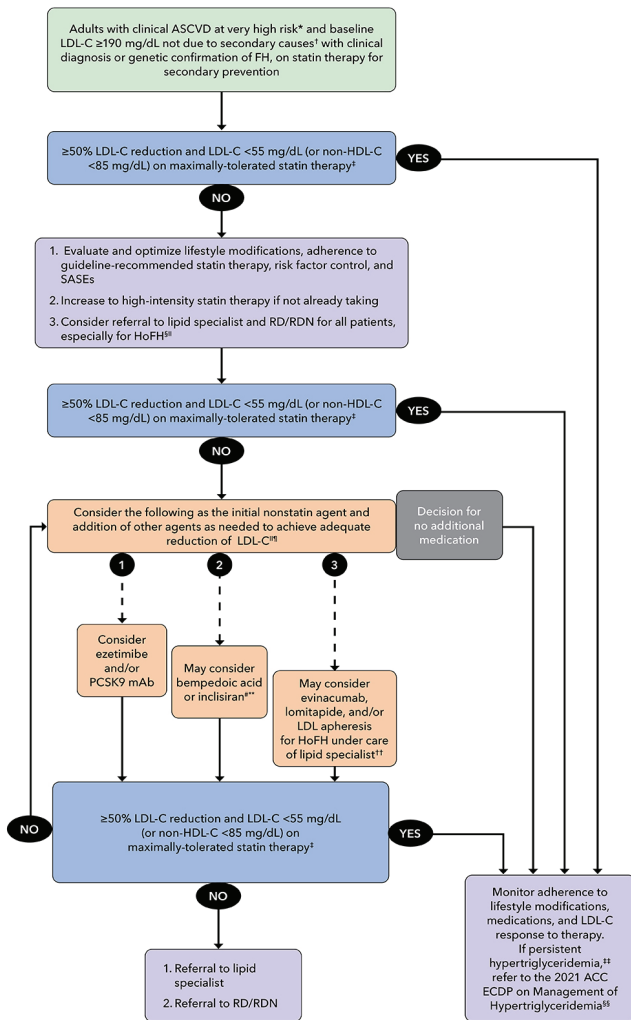 Adults with clinical ASCVD at very high risk* and baseline
LDL-C ≥190 mg/dL not due to secondary causes† with clinical
diagnosis or genetic confirmation of FH, on statin therapy for
secondary prevention
≥50% LDL-C reduction and LDL-C <55 mg/dL (or non-HDL-C
<85 mg/dL) on maximally-tolerated statin therapy‡
YES
NO
1. Evaluate and optimize lifestyle modifications, adherence to
guideline-recommended statin therapy, risk factor control, and
SASEs
2. Increase to high-intensity statin therapy if not already taking
3. Consider referral to lipid specialist and RD/RDN for all patients,
especially for HoFH§||
≥50% LDL-C reduction and LDL-C <55 mg/dL (or non-HDL-C
<85 mg/dL) on maximally-tolerated statin therapy‡
YES
NO
Consider the following as the initial nonstatin agent and
addition of other agents as needed to achieve adequate
reduction of LDL-C||¶
Decision for
no additional
medication
1
2
3
Consider
ezetimibe
and/or
PCSK9 mAb
May consider
bempedoic acid
or inclisiran#**
May consider
evinacumab,
lomitapide, and/or
LDL apheresis
for HoFH under care
of lipid specialist††
≥50% LDL-C reduction and LDL-C <55 mg/dL
(or non-HDL-C <85 mg/dL) on
maximally-tolerated statin therapy‡
NO
YES
NO
1. Referral to lipid
specialist
2. Referral to RD/RDN
Monitor adherence to
lifestyle modifications,
medications, and LDL-C
response to therapy.
If persistent
hypertriglyceridemia,‡‡
refer to the 2021 ACC
ECDP on Management of
Hypertriglyceridemia§§